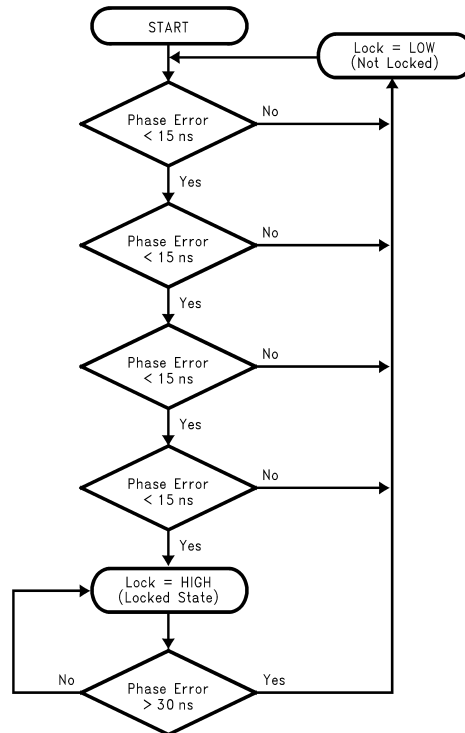 START
Lock = LOW
(Not Locked)
Phase Error
< 15 ns
No
Yes
Phase Error
< 15 ns
No
Yes
Phase Error
< 15 ns
No
Yes
Phase Error
< 15 ns
No
Yes
Lock = HIGH
(Locked State)
No
Phase Error
> 30 ns
Yes